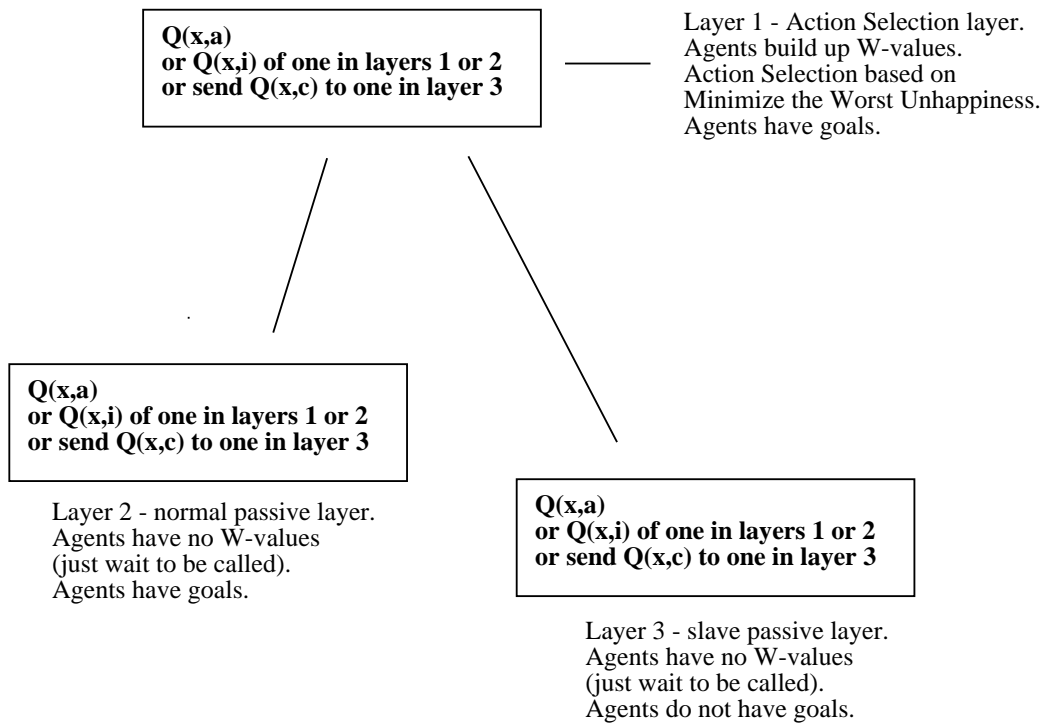 Q(x,a)
or Q(x,i) of one in layers 1 or 2
or send Q(x,c) to one in layer 3
Layer 1 - Action Selection layer.
Agents build up W-values.
Action Selection based on
Minimize the Worst Unhappiness.
Agents have goals.
Q(x,a)
or Q(x,i) of one in layers 1 or 2
or send Q(x,c) to one in layer 3
Layer 2 - normal passive layer.
Agents have no W-values
(just wait to be called).
Agents have goals.
Q(x,a)
or Q(x,i) of one in layers 1 or 2
or send Q(x,c) to one in layer 3
Layer 3 - slave passive layer.
Agents have no W-values
(just wait to be called).
Agents do not have goals.